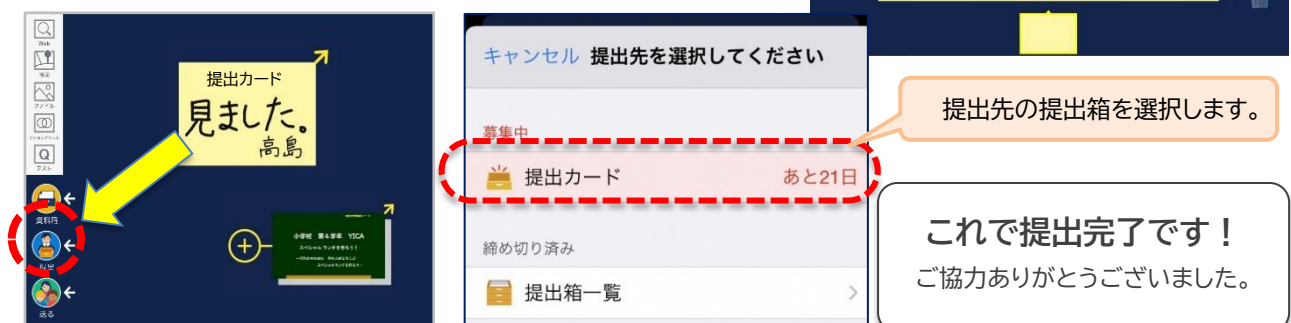 Web
地図
ファイル
シンキングツール
テスト
資料箱
提出
送る
提出カード
見ました。
高島
小学校 第4学年 YICA
スペシャルランチを作ろう！
キャンセル 提出先を選択してください
募集中
提出カード あと21日
締め切り済み
提出箱一覧
提出先の提出箱を選択します。
これで提出完了です！
ご協力ありがとうございました。